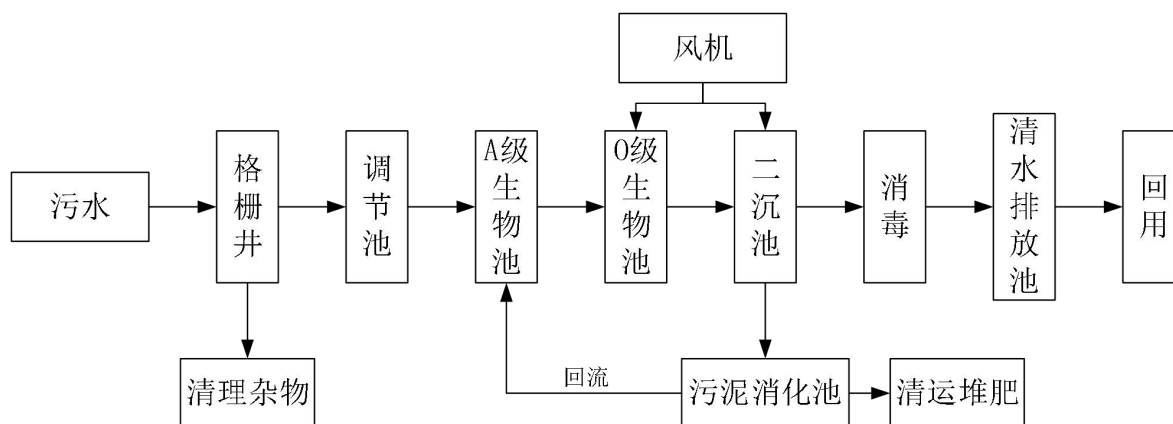 风机
污水
格栅井
调节池
A级生物池
O级生物池
二沉池
消毒
清水排放池
回用
清理杂物
回流
污泥消化池
清运堆肥